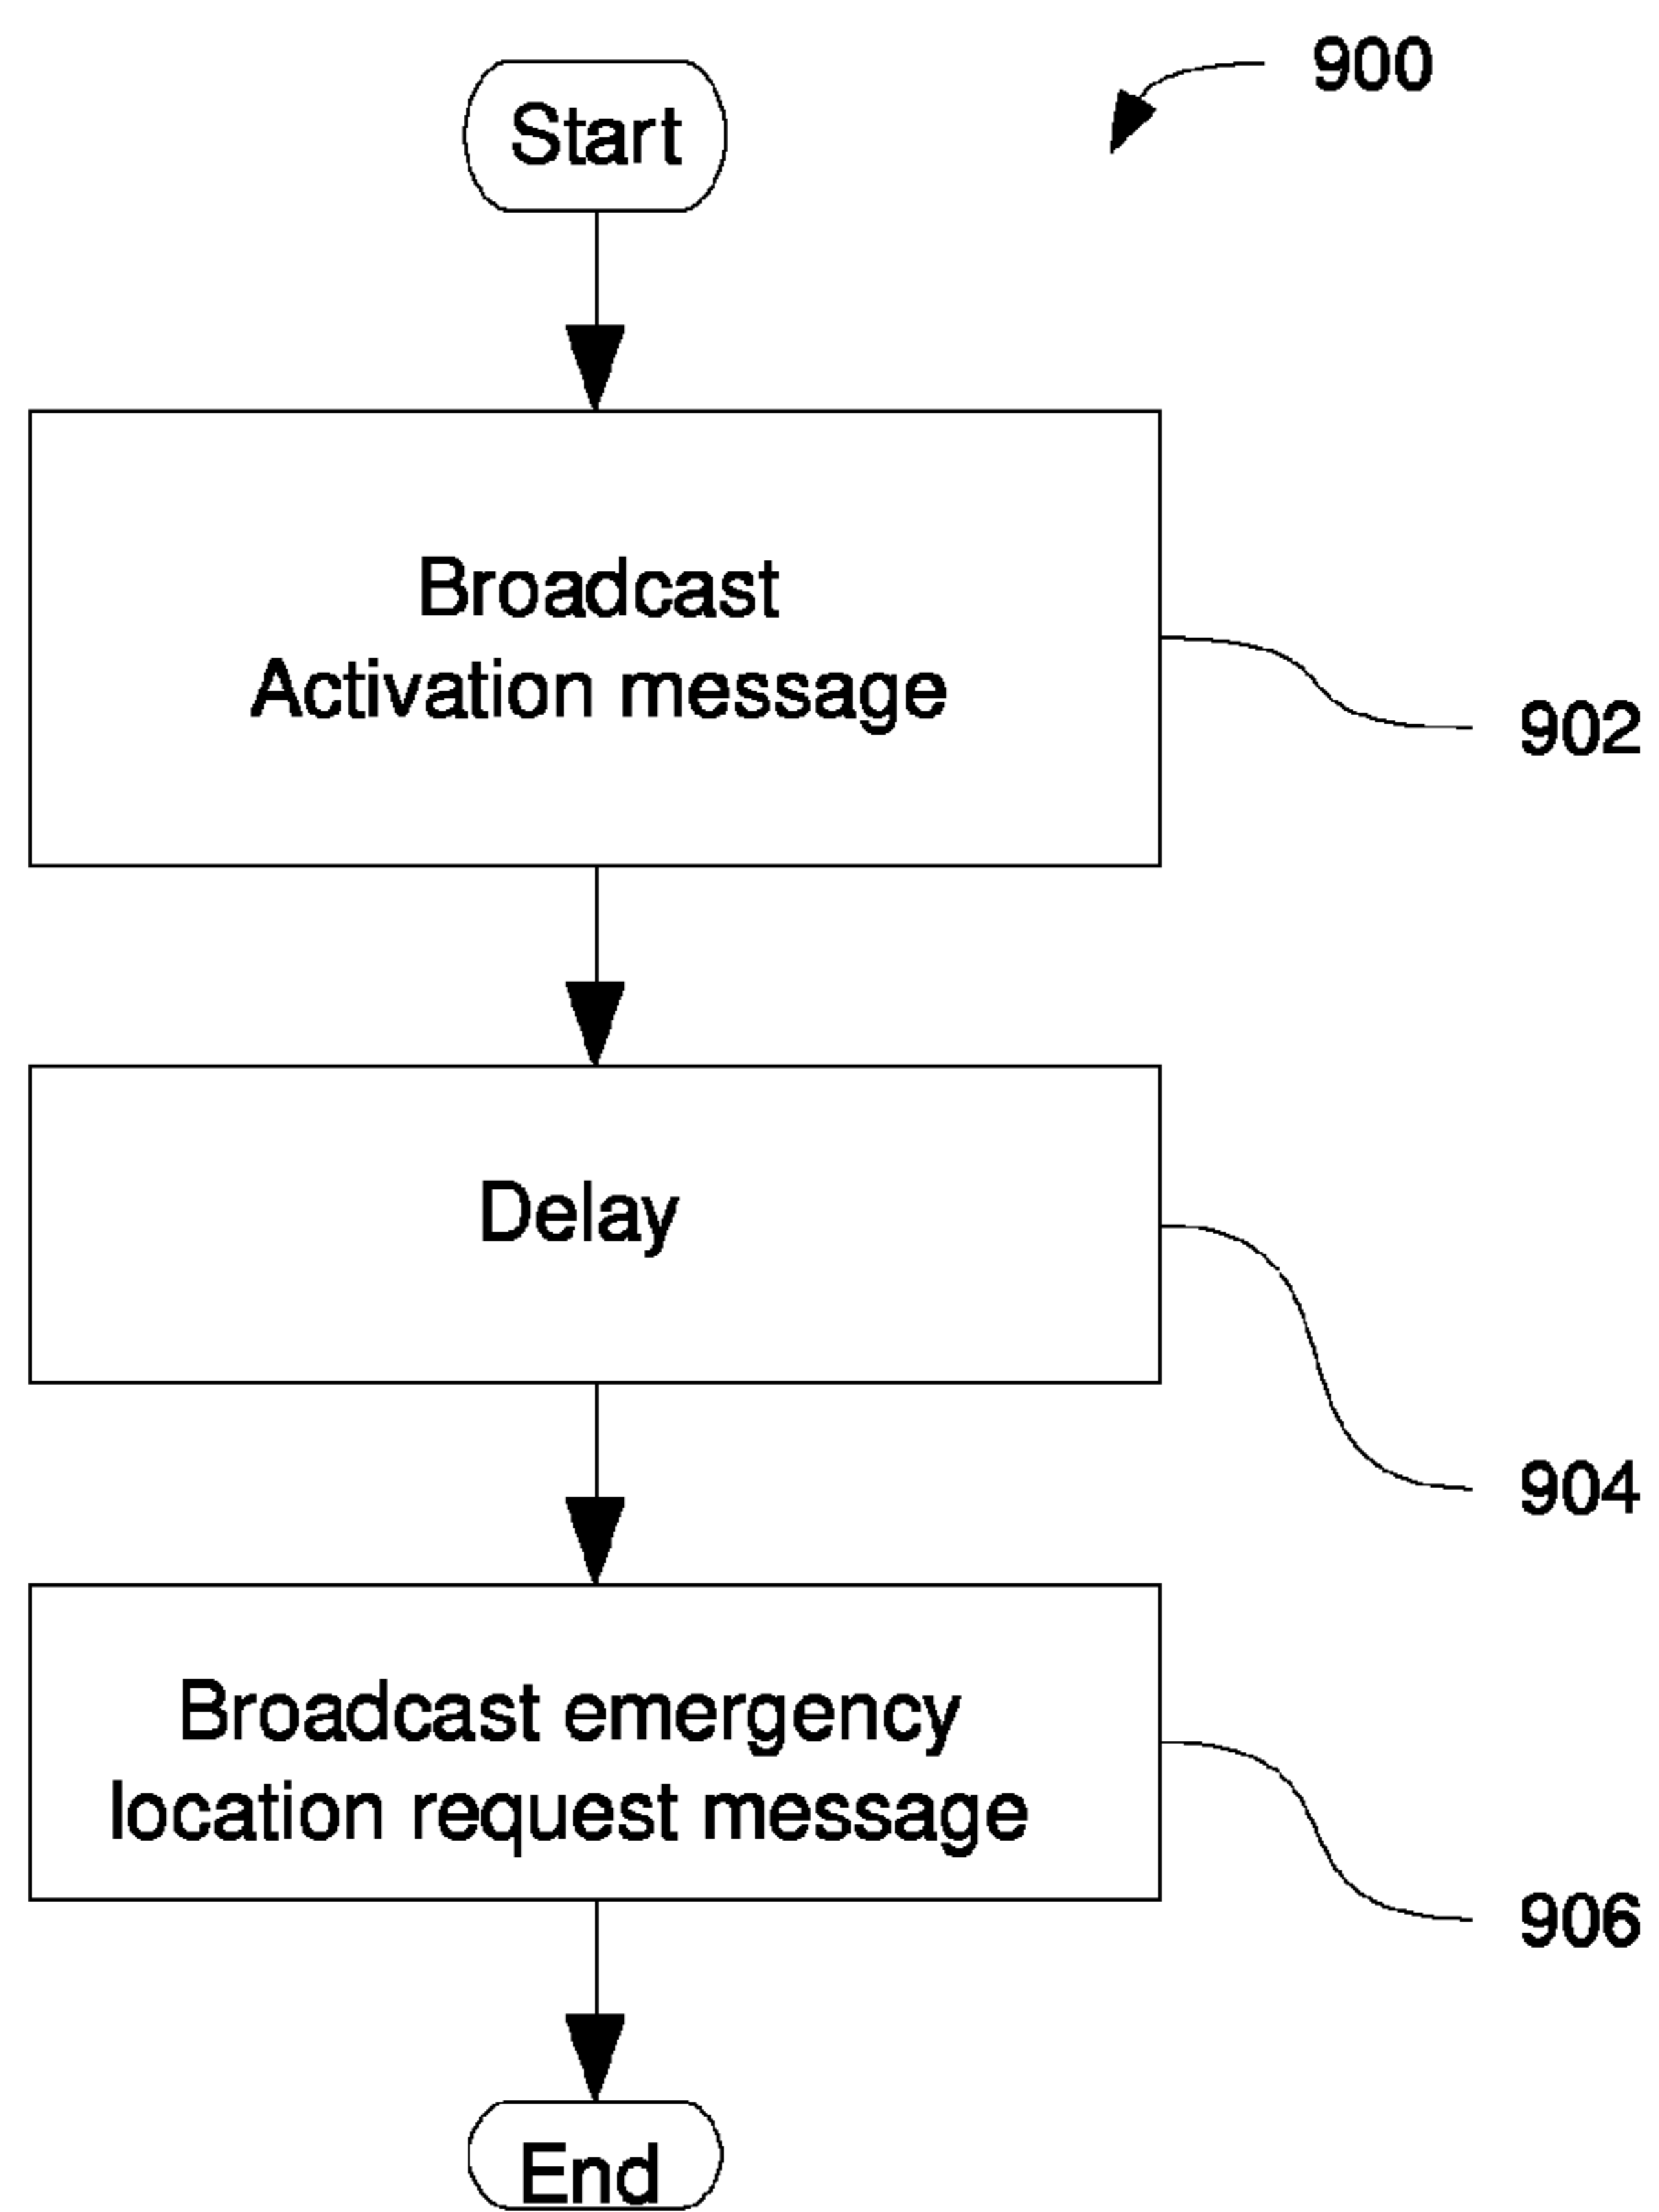 900
Start
Broadcast
Activation message
902
Delay
904
Broadcast emergency
location request message
906
End